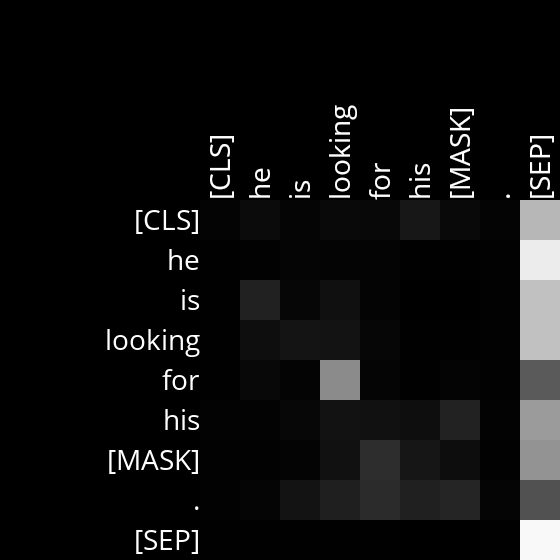 [CLS] he is looking for his [MASK] . [SEP]
[CLS]
he
is
looking
for
his
[MASK]
.
[SEP]